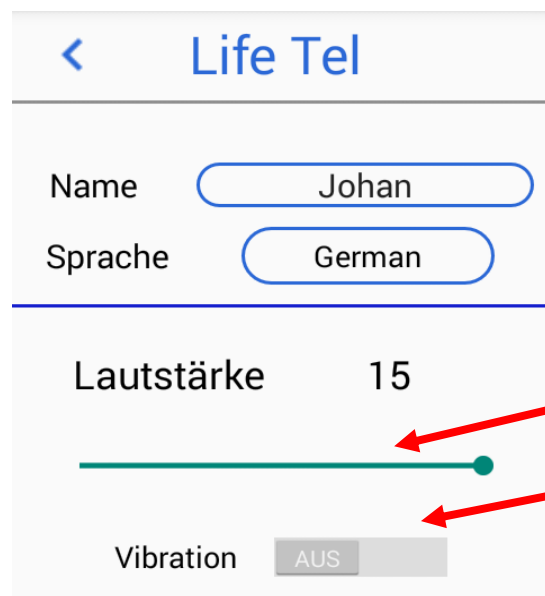 Life Tel
Name Johan
Sprache German
Lautstärke 15
Vibration AUS